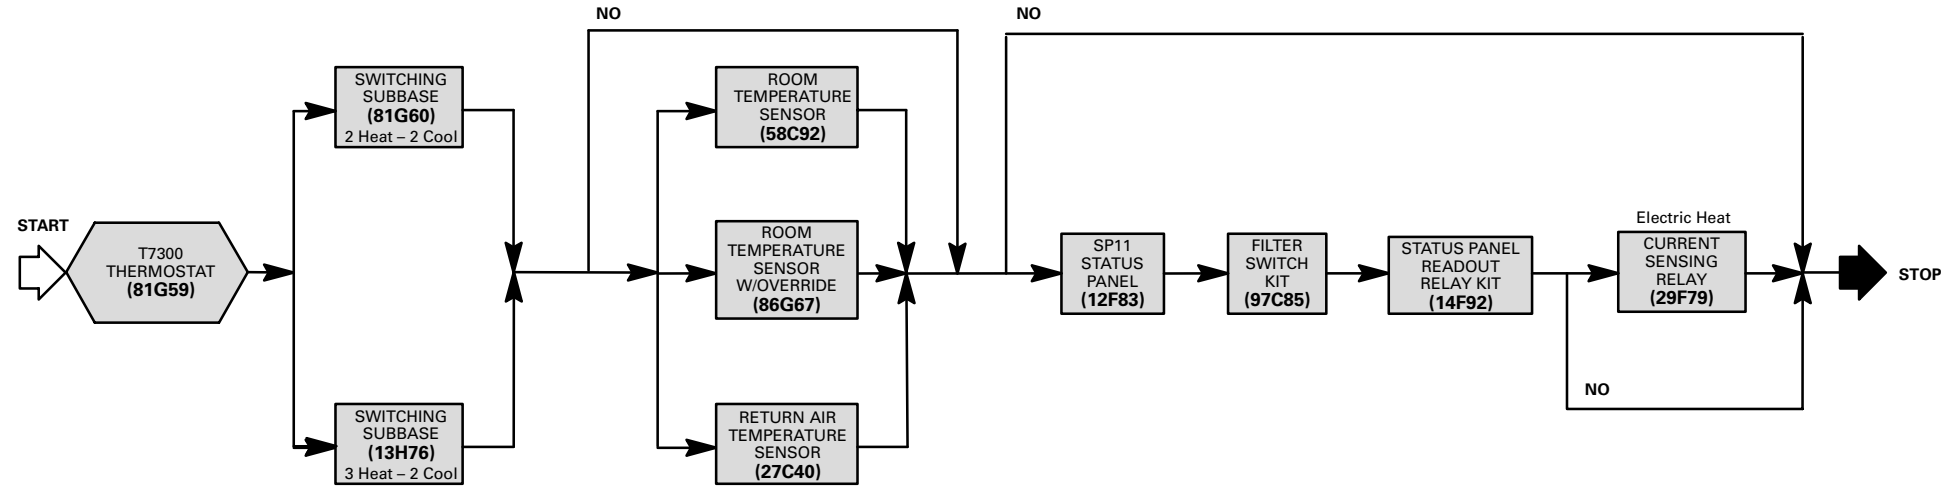 START
T7300
THERMOSTAT
(81G59)
SWITCHING
SUBBASE
(81G60)
2 Heat – 2 Cool
SWITCHING
SUBBASE
(13H76)
3 Heat – 2 Cool
NO
ROOM
TEMPERATURE
SENSOR
(58C92)
ROOM
TEMPERATURE
SENSOR
W/OVERRIDE
(86G67)
RETURN AIR
TEMPERATURE
SENSOR
(27C40)
NO
SP11
STATUS
PANEL
(12F83)
FILTER
SWITCH
KIT
(97C85)
STATUS PANEL
READOUT
RELAY KIT
(14F92)
Electric Heat
CURRENT
SENSING
RELAY
(29F79)
NO
STOP